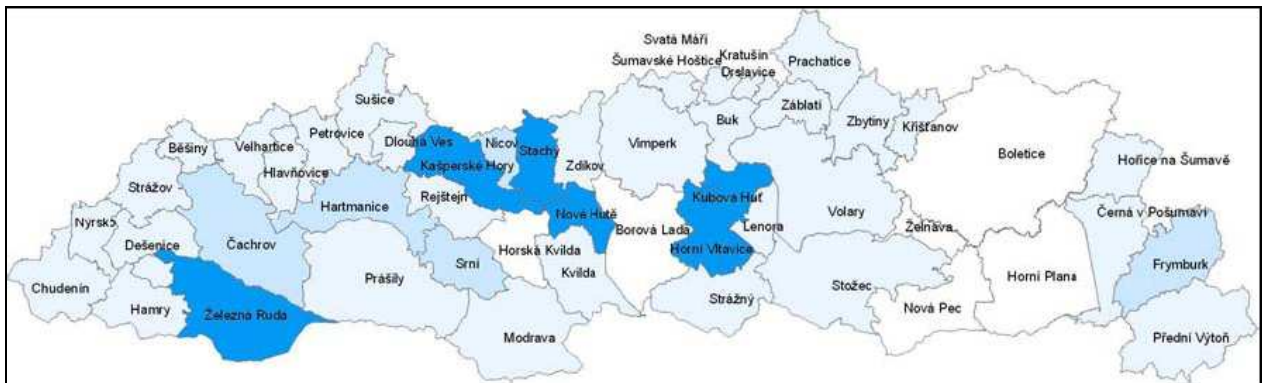 Svatá Máří
Šumavské Hoštice
Kratušín
Drslavice
Prachatice
Sušice
Petrovice
Dlouhá Ves
Nicov
Stachy
Zdíkov
Vimperk
Buk
Záblatí
Zbytiny
Křišťanov
Boletice
Hořice na Šumavě
Běšiny
Velhartice
Hlavňovice
Kašperské Hory
Strážov
Hartmanice
Rejštejn
Nové Hutě
Kubova Huť
Volary
Želnava
Černá v Pošumaví
Nýrsko
Dešenice
Čachrov
Srní
Horská Kvilda
Borová Lada
Lenora
Horní Vltavice
Frymburk
Chudenín
Hamry
Železná Ruda
Prášily
Kvilda
Strážný
Stožec
Nová Pec
Horní Plana
Modrava
Přední Výtoň